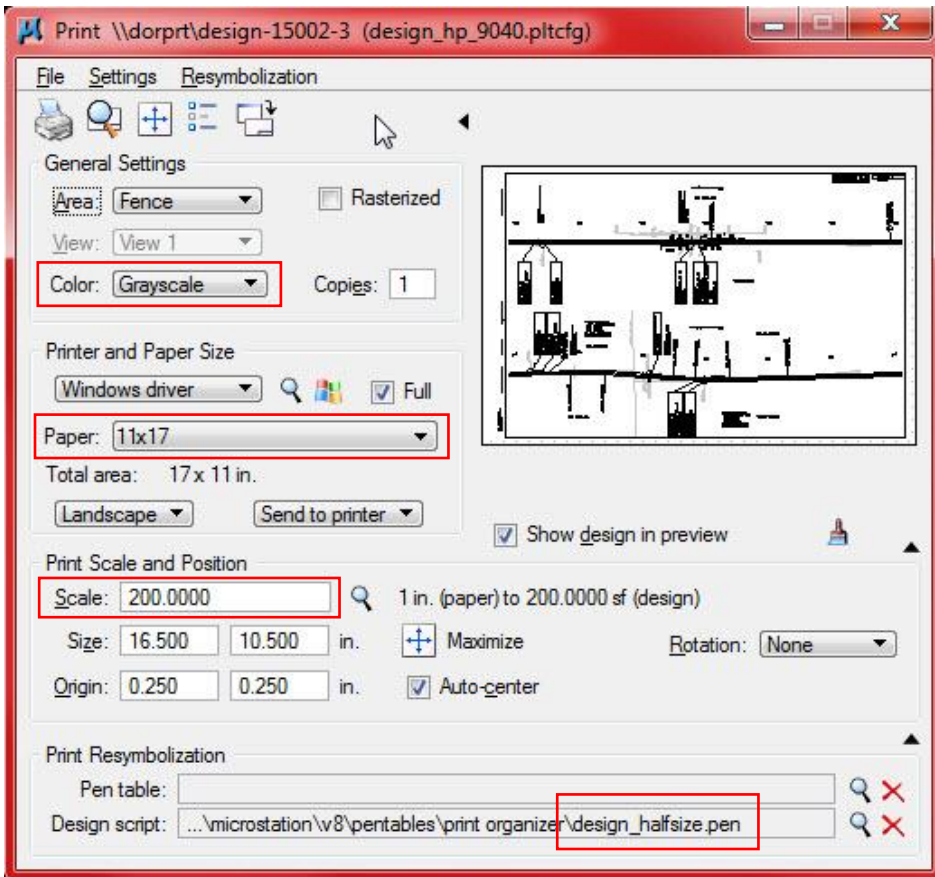 Print \\dorprt\design-15002-3 (design_hp_9040.pltcfg)
File Settings Resymbolization
General Settings
Area: Fence Rasterized
View: View 1
Color: Grayscale Copies: 1
Printer and Paper Size
Windows driver Full
Paper: 11x17
Total area: 17 x 11 in.
Landscape Send to printer
Show design in preview
Print Scale and Position
Scale: 200.0000 1 in. (paper) to 200.0000 sf (design)
Size: 16.500 10.500 in. Maximize Rotation: None
Origin: 0.250 0.250 in. Auto-center
Print Resymbolization
Pen table:
Design script: ...\microstation\v8\pentables\print organizer\design_halfsize.pen